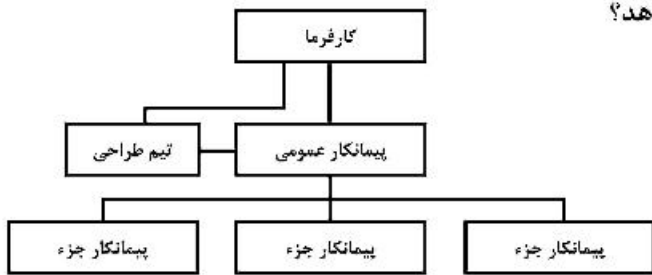 هد؟
کارفرما
پیمانکار عمومی
تیم طراحی
پیمانکار جزء
پیمانکار جزء
پیمانکار جزء